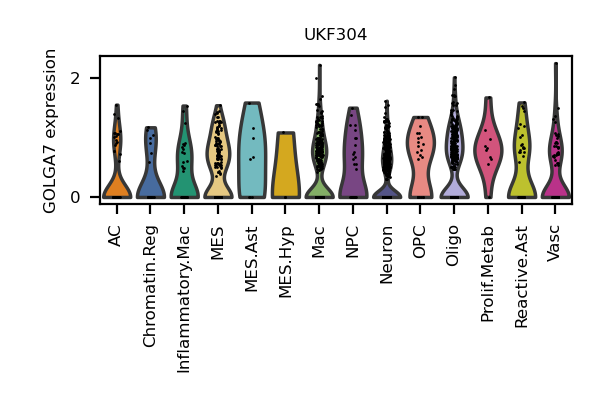 UKF304
GOLGA7 expression
2
0
AC
Chromatin.Reg
Inflammatory.Mac
MES
MES.Ast
MES.Hyp
Mac
NPC
Neuron
OPC
Oligo
Prolif.Metab
Reactive.Ast
Vasc